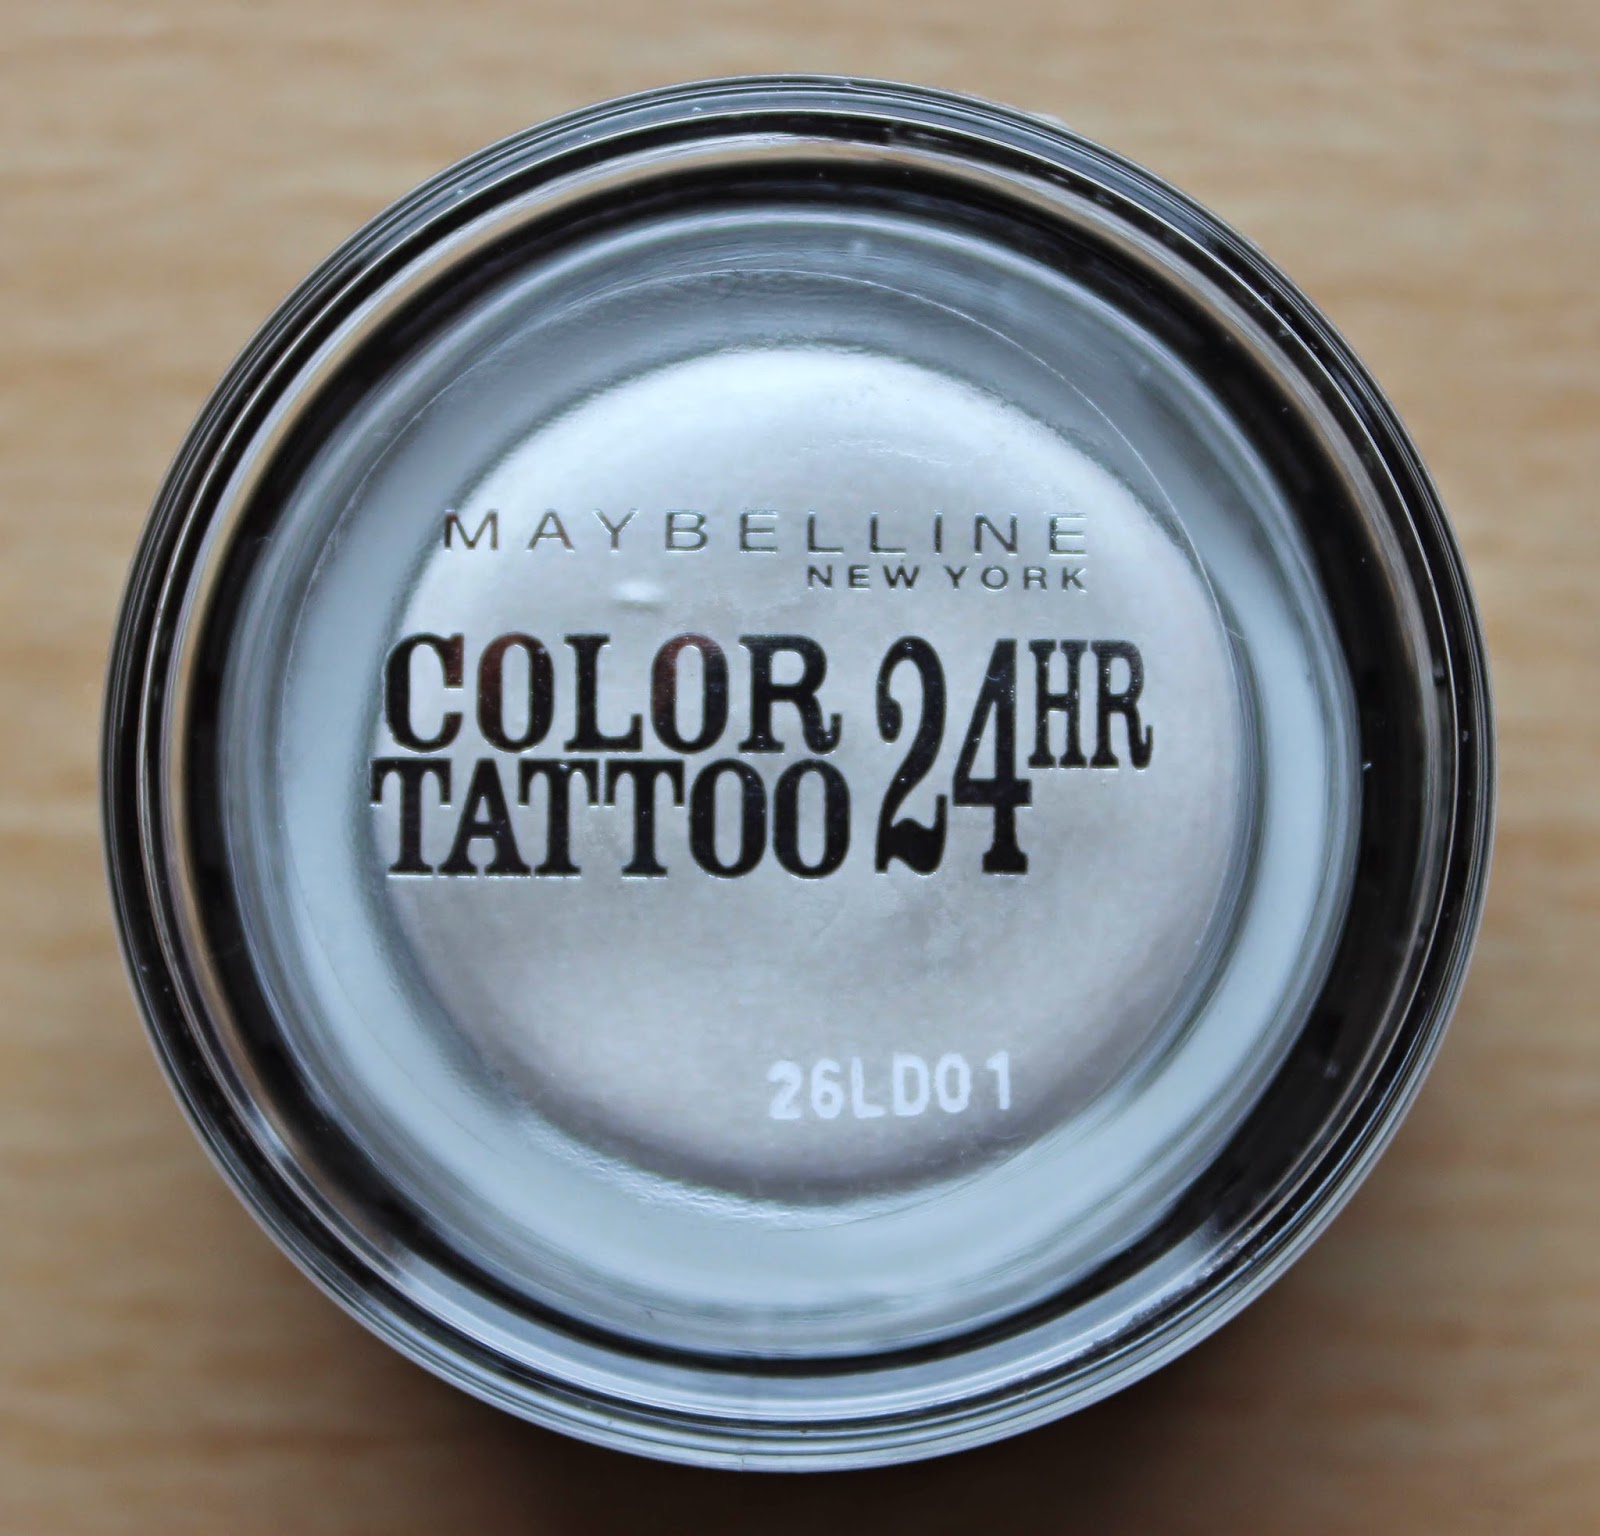 MAYBELLINE
NEW YORK
COLOR TATTOO 24HR
26LD01